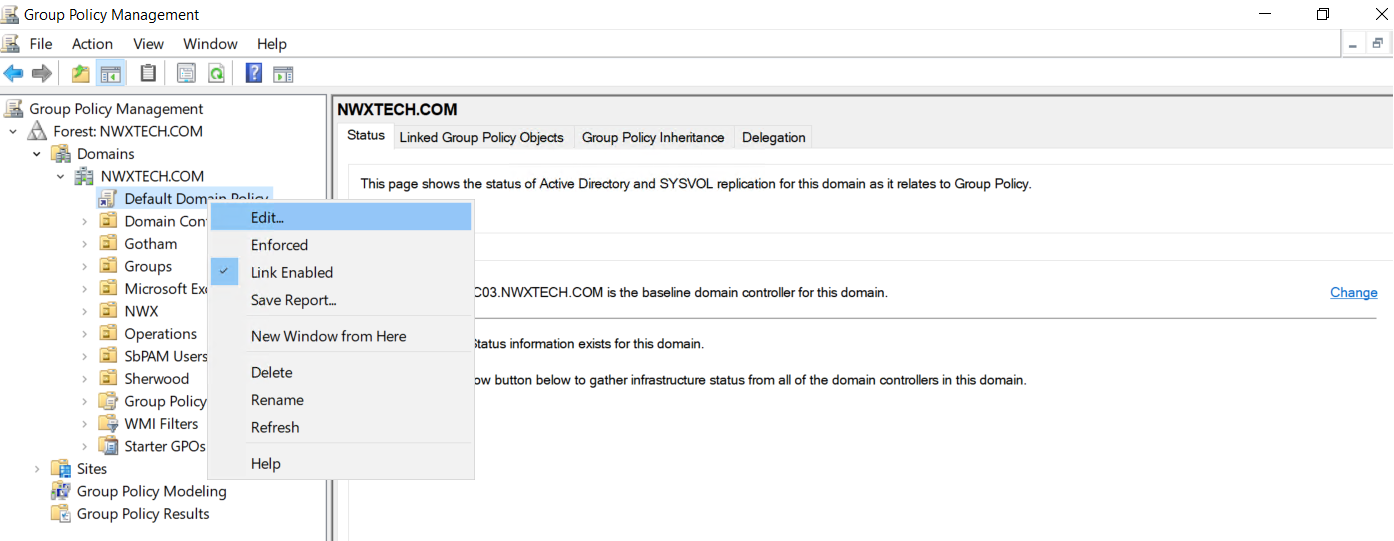 Group Policy Management
File Action View Window Help
Group Policy Management
Forest: NWXTECH.COM
Domains
NWXTECH.COM
Default Domain Policy
Domain Con
Gotham
Groups
Microsoft Exc
NWX
Operations
SbPAM Users
Sherwood
Group Policy
WMI Filters
Starter GPOs
Sites
Group Policy Modeling
Group Policy Results
Edit...
Enforced
Link Enabled
Save Report...
New Window from Here
Delete
Rename
Refresh
Help
NWXTECH.COM
Status Linked Group Policy Objects Group Policy Inheritance Delegation
This page shows the status of Active Directory and SYSVOL replication for this domain as it relates to Group Policy.
C03.NWXTECH.COM is the baseline domain controller for this domain. Change
Status information exists for this domain.
ow button below to gather infrastructure status from all of the domain controllers in this domain.